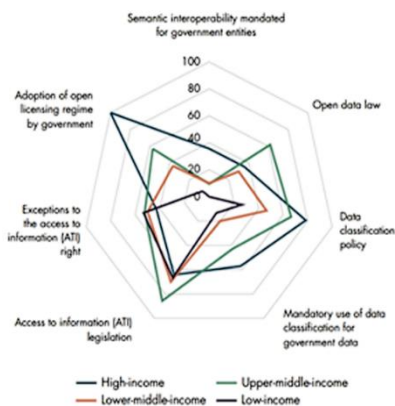 Semantic interoperability mandated
for government entities
100
80
60
40
20
0
Adoption of open
licensing regime
by government
Open data law
Exceptions to
the access to
information (ATI)
right
Data
classification
policy
Access to information (ATI)
legislation
Mandatory use of data
classification for
government data
High-income
Upper-middle-income
Lower-middle-income
Low-income